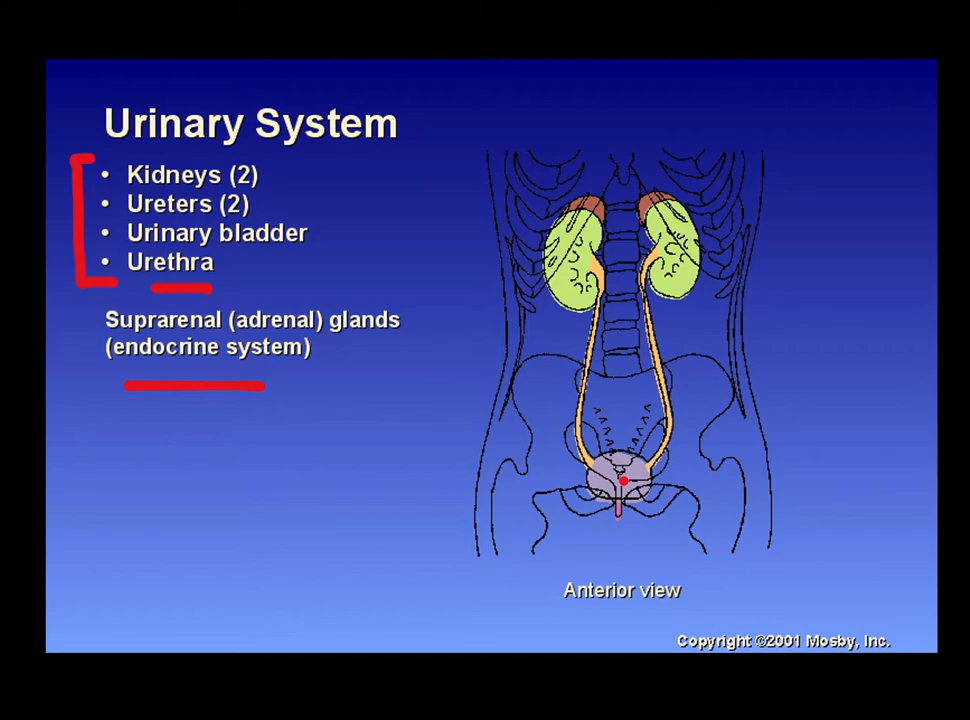 Urinary System
• Kidneys (2)
• Ureters (2)
• Urinary bladder
• Urethra
Suprarenal (adrenal) glands
(endocrine system)
Anterior view
Copyright ©2001 Mosby, Inc.